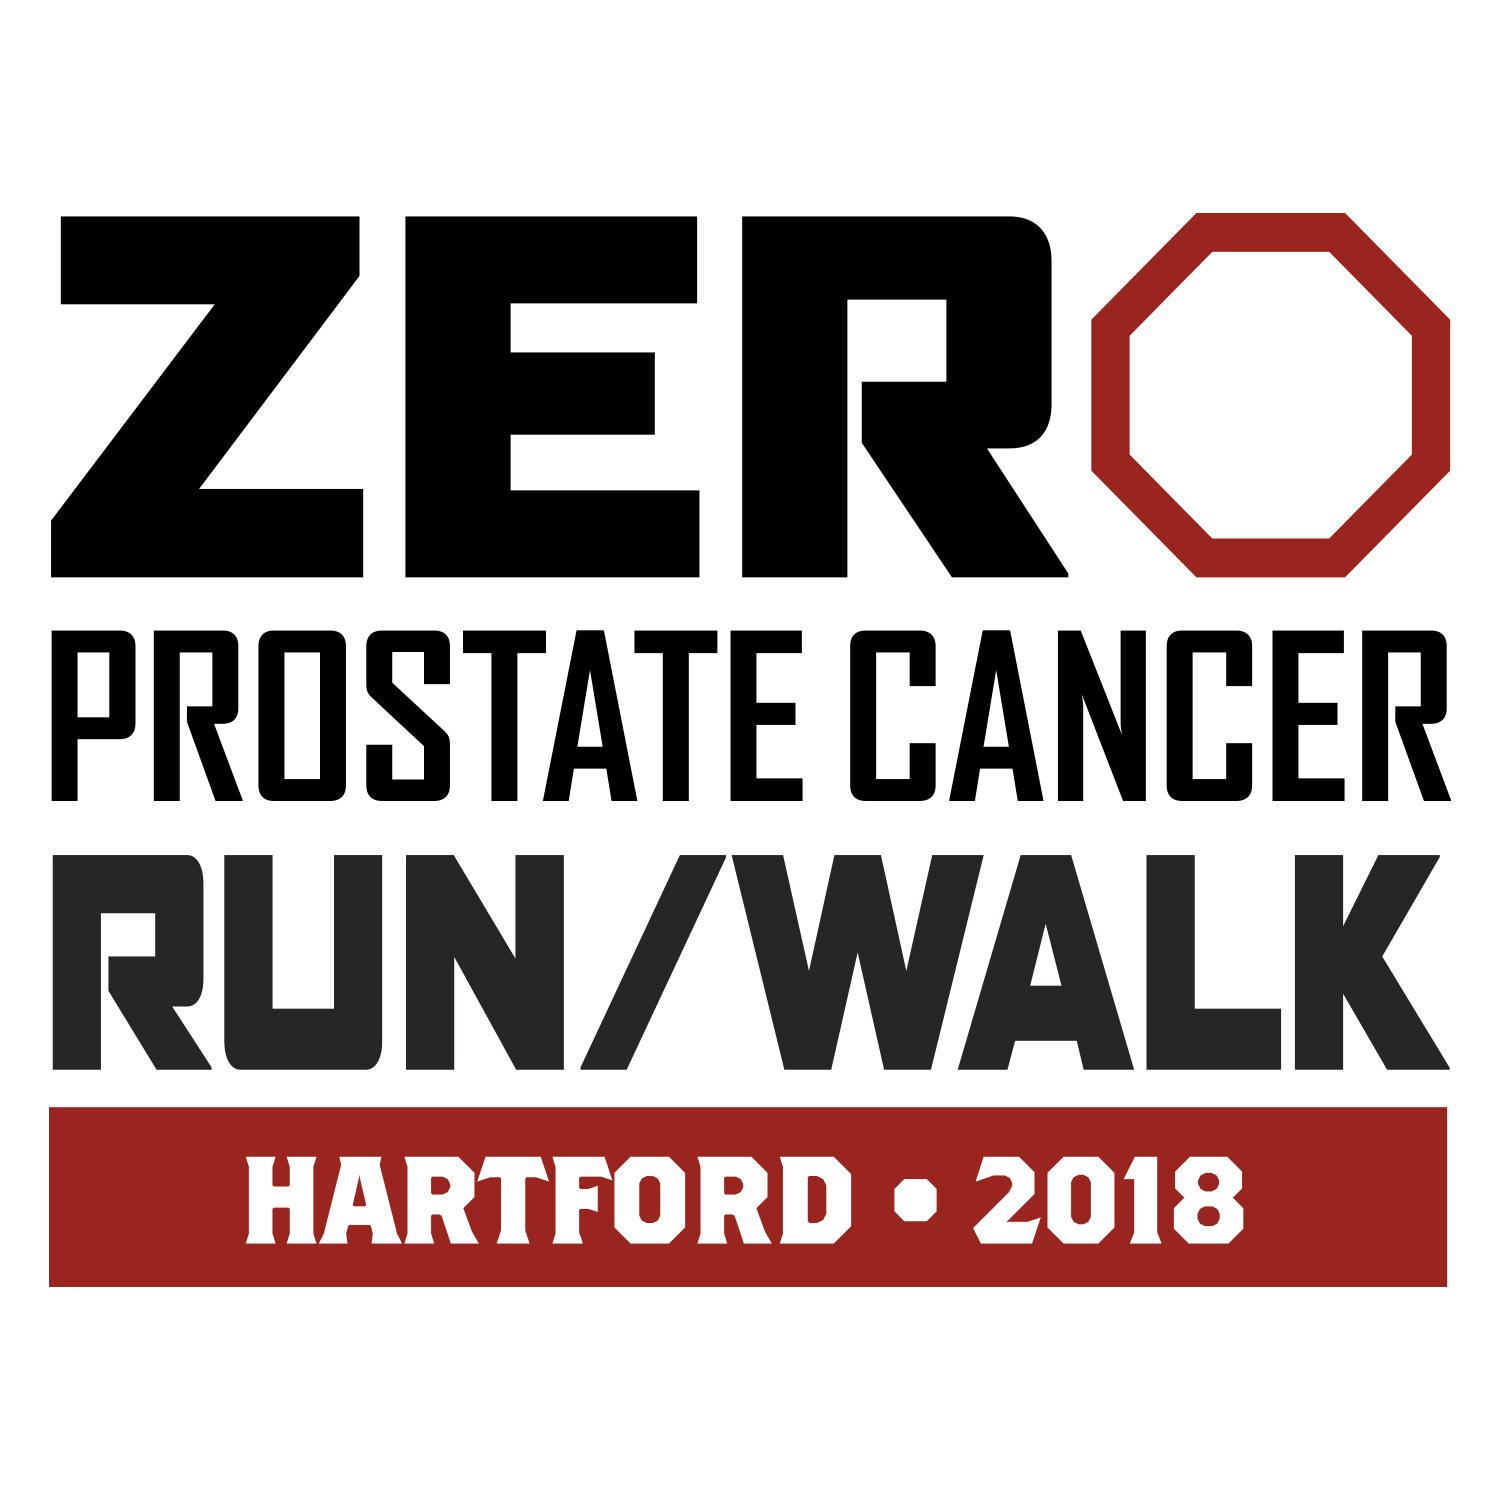 ZERO
PROSTATE CANCER
RUN/WALK
HARTFORD • 2018